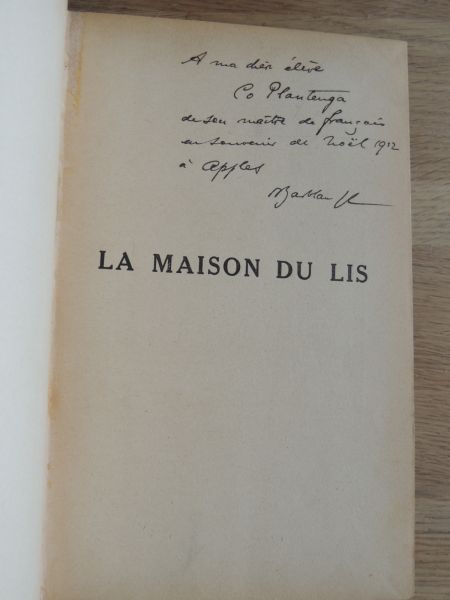 A ma chère élève
Co Plantenga
de son maître de français
en souvenir de Noël 1912
à Apples
LA MAISON DU LIS